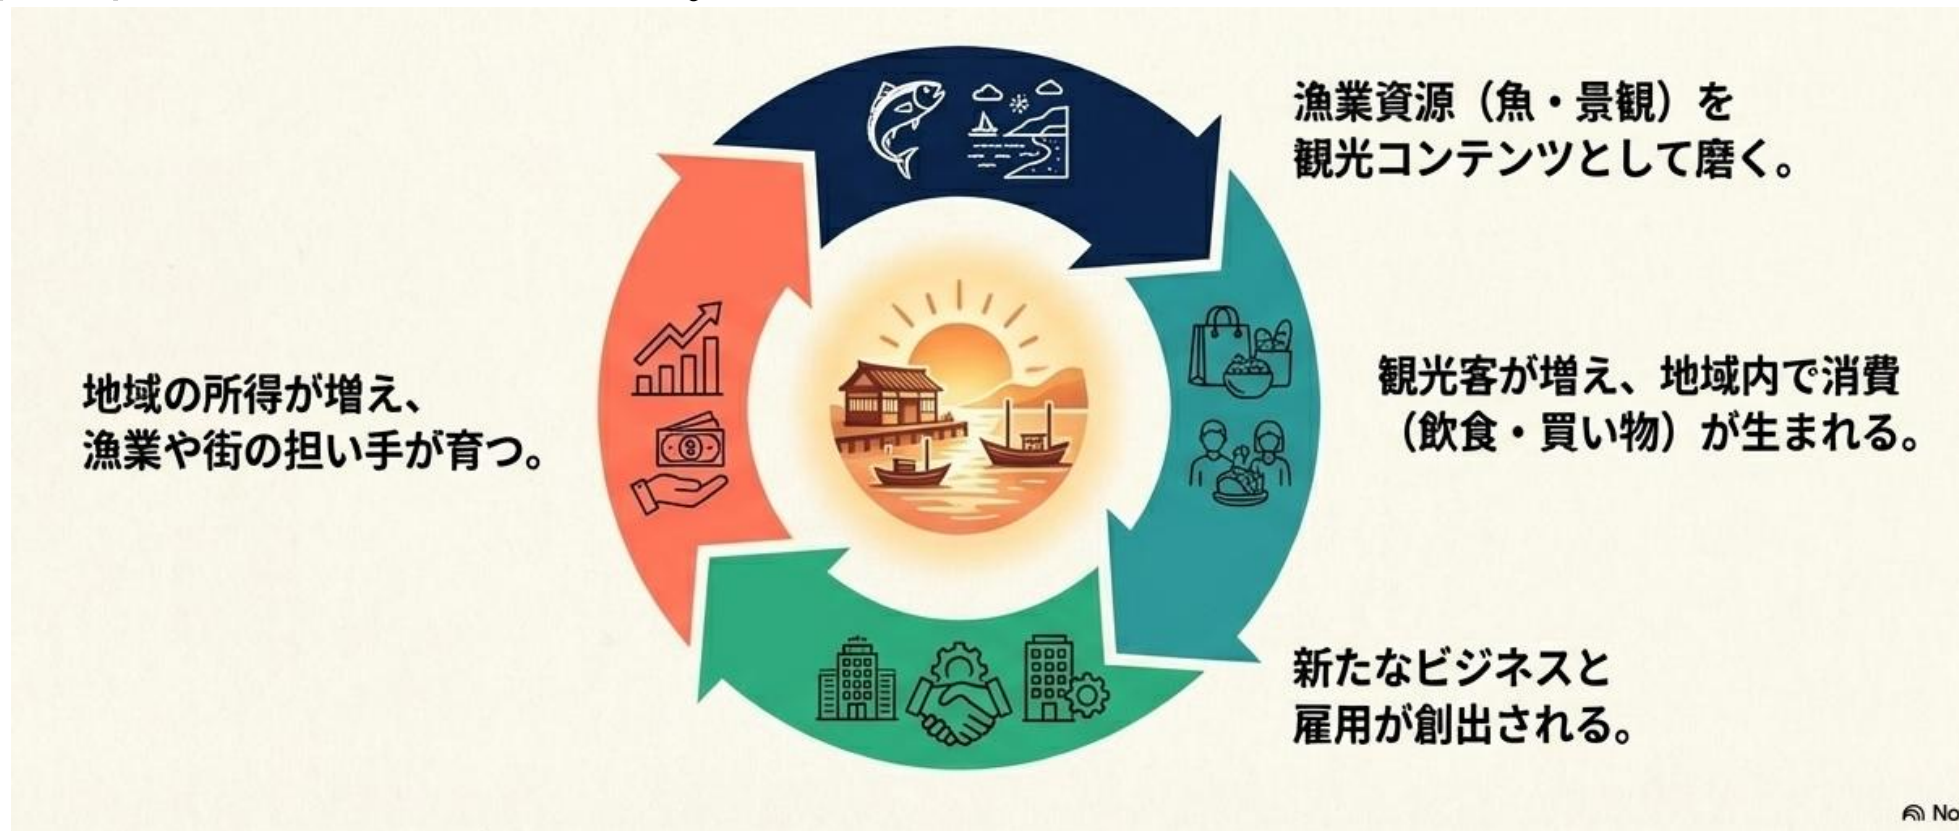 漁業資源（魚・景観）を
観光コンテンツとして磨く。
観光客が増え、地域内で消費
（飲食・買い物）が生まれる。
新たなビジネスと
雇用が創出される。
地域の所得が増え、
漁業や街の担い手が育つ。
No